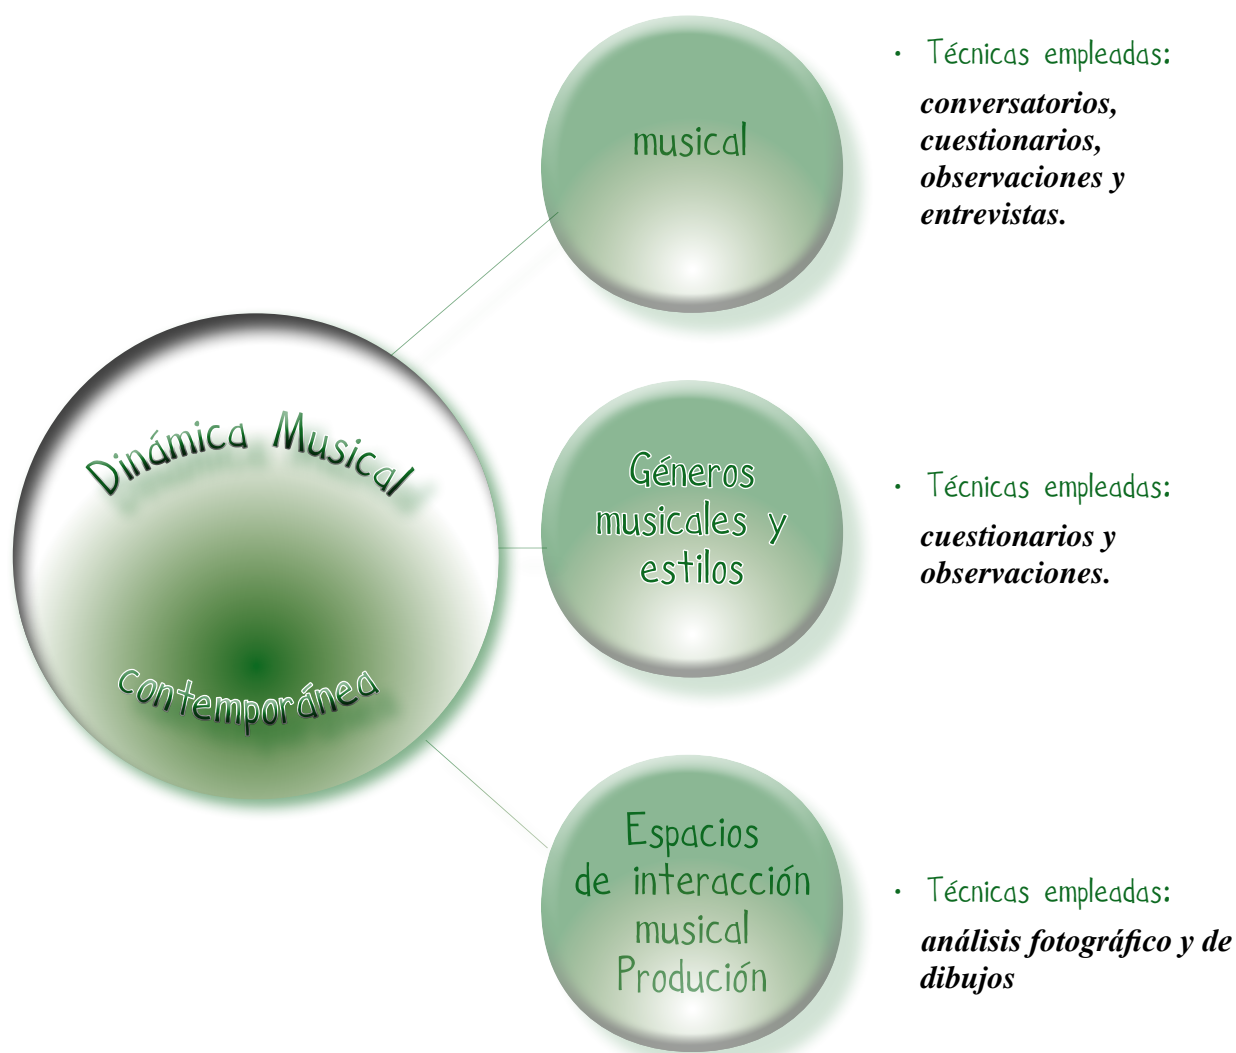 Dinámica Musical
contemporánea
musical
• Técnicas empleadas:
conversatorios,
cuestionarios,
observaciones y
entrevistas.
Géneros
musicales y
estilos
• Técnicas empleadas:
cuestionarios y
observaciones.
Espacios
de interacción
musical
Produción
• Técnicas empleadas:
análisis fotográfico y de
dibujos